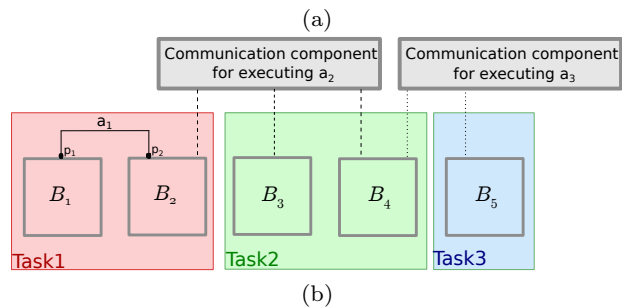 (a)
Communication component
for executing a₂
Communication component
for executing a₃
a₁
p₁
p₂
B₁
B₂
B₃
B₄
B₅
Task1
Task2
Task3
(b)